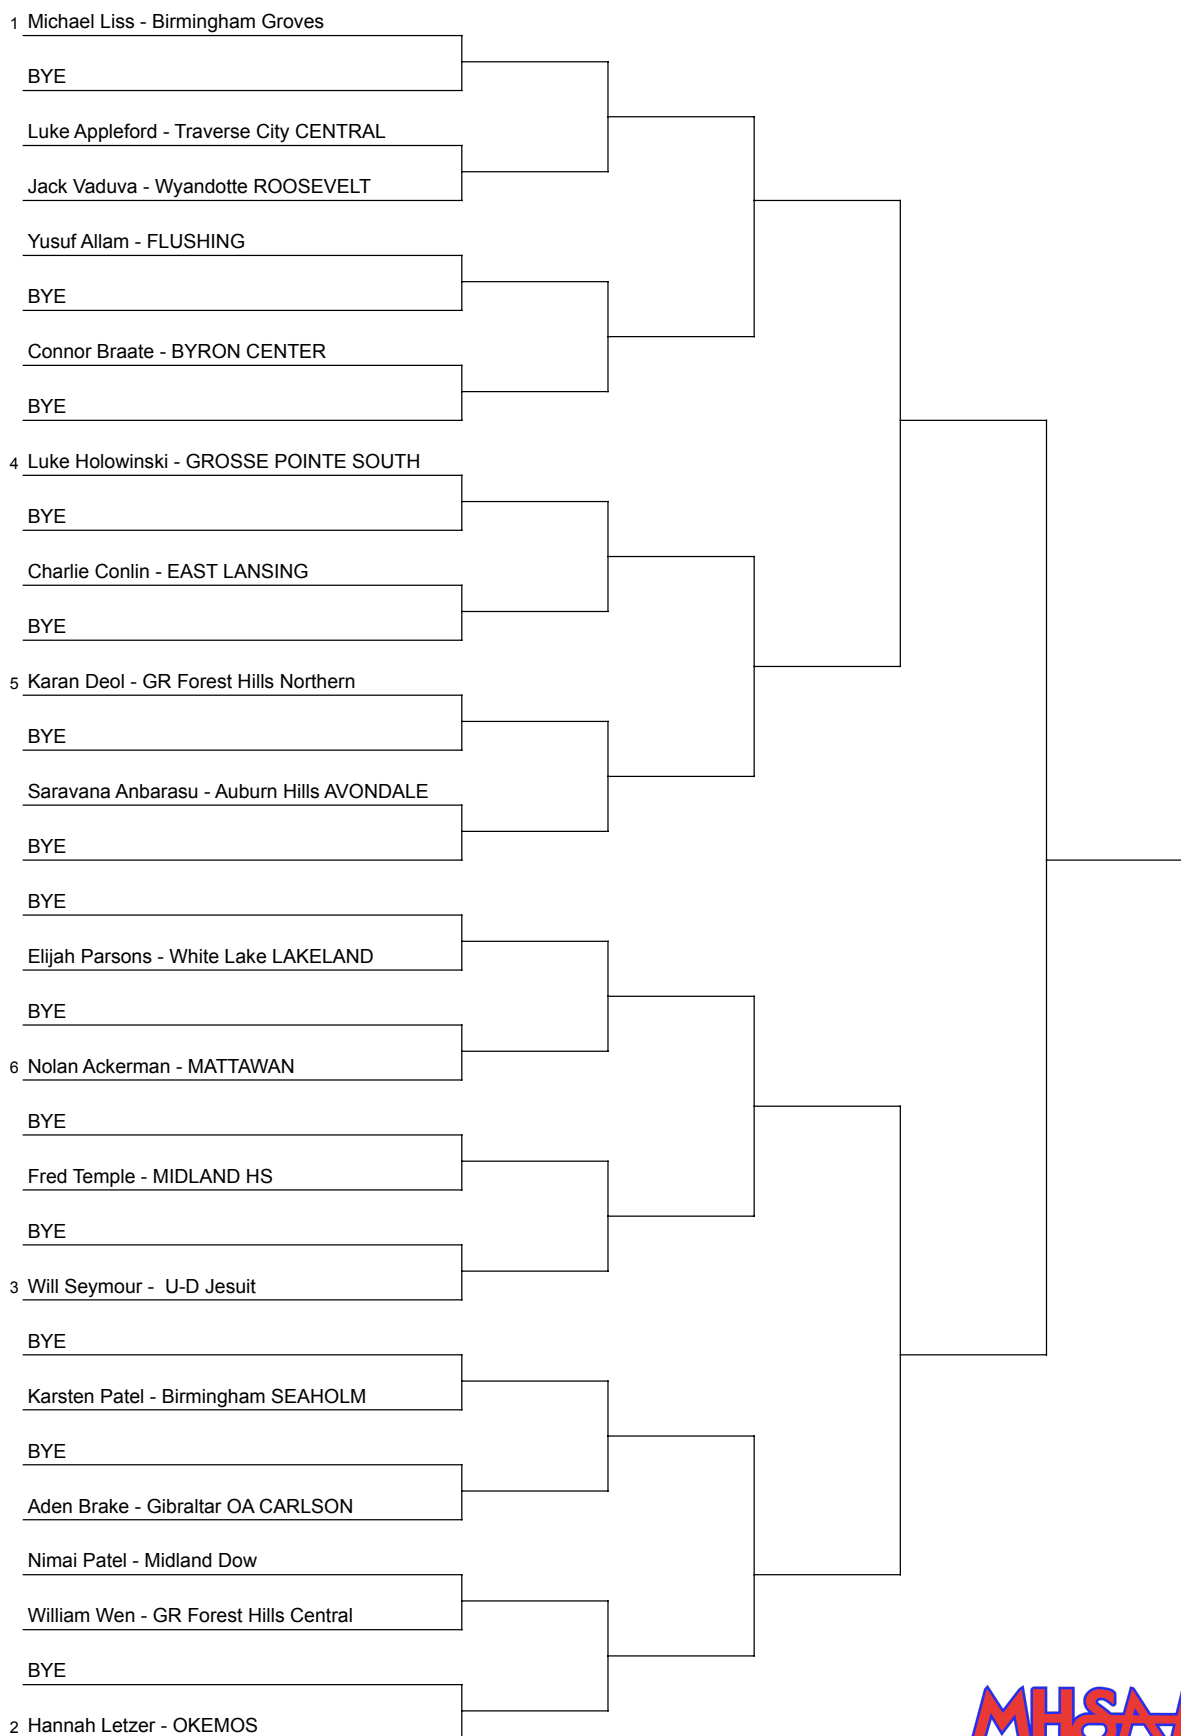 1 Michael Liss - Birmingham Groves
BYE
Luke Appleford - Traverse City CENTRAL
Jack Vaduva - Wyandotte ROOSEVELT
Yusuf Allam - FLUSHING
BYE
Connor Braate - BYRON CENTER
BYE
4 Luke Holowinski - GROSSE POINTE SOUTH
BYE
Charlie Conlin - EAST LANSING
BYE
5 Karan Deol - GR Forest Hills Northern
BYE
Saravana Anbarasu - Auburn Hills AVONDALE
BYE
BYE
Elijah Parsons - White Lake LAKELAND
BYE
6 Nolan Ackerman - MATTAWAN
BYE
Fred Temple - MIDLAND HS
BYE
3 Will Seymour -  U-D Jesuit
BYE
Karsten Patel - Birmingham SEAHOLM
BYE
Aden Brake - Gibraltar OA CARLSON
Nimai Patel - Midland Dow
William Wen - GR Forest Hills Central
BYE
2 Hannah Letzer - OKEMOS
MHSAA